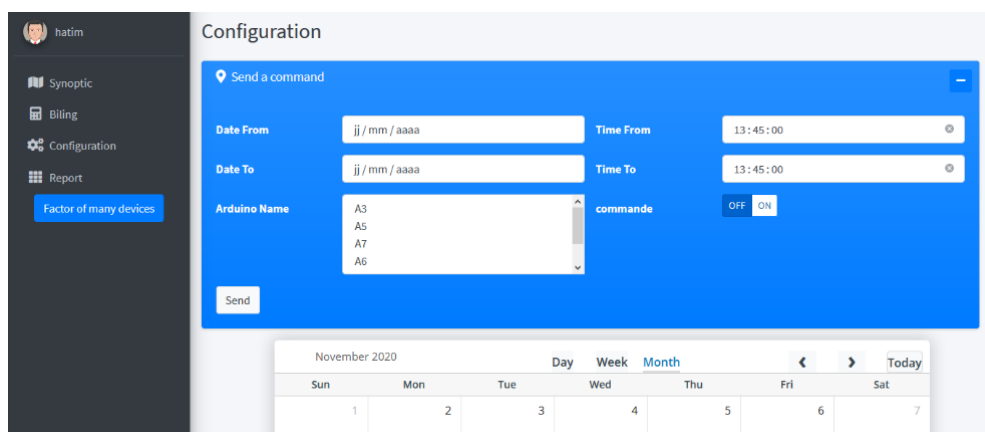 hatim
Synoptic
Biling
Configuration
Report
Factor of many devices
Configuration
Send a command
Date From jj / mm / aaaa Time From 13:45:00
Date To jj / mm / aaaa Time To 13:45:00
Arduino Name A3 commande OFF ON
A5
A7
A6
Send
November 2020 Day Week Month Today
Sun Mon Tue Wed Thu Fri Sat
1 2 3 4 5 6 7